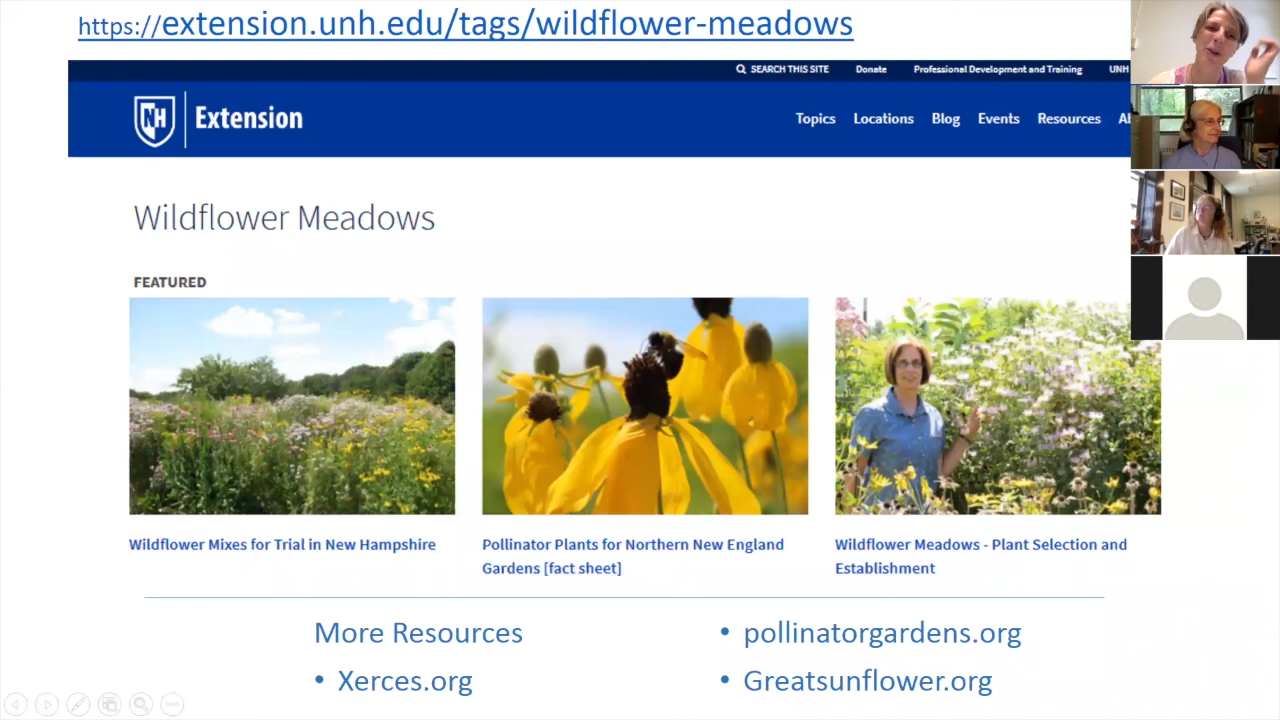 https://extension.unh.edu/tags/wildflower-meadows
SEARCH THIS SITE Donate Professional Development and Training UNH
NH Extension Topics Locations Blog Events Resources
Wildflower Meadows
FEATURED
Wildflower Mixes for Trial in New Hampshire
Pollinator Plants for Northern New England
Gardens [fact sheet]
Wildflower Meadows - Plant Selection and
Establishment
More Resources
• Xerces.org
• pollinatorgardens.org
• Greatsunflower.org